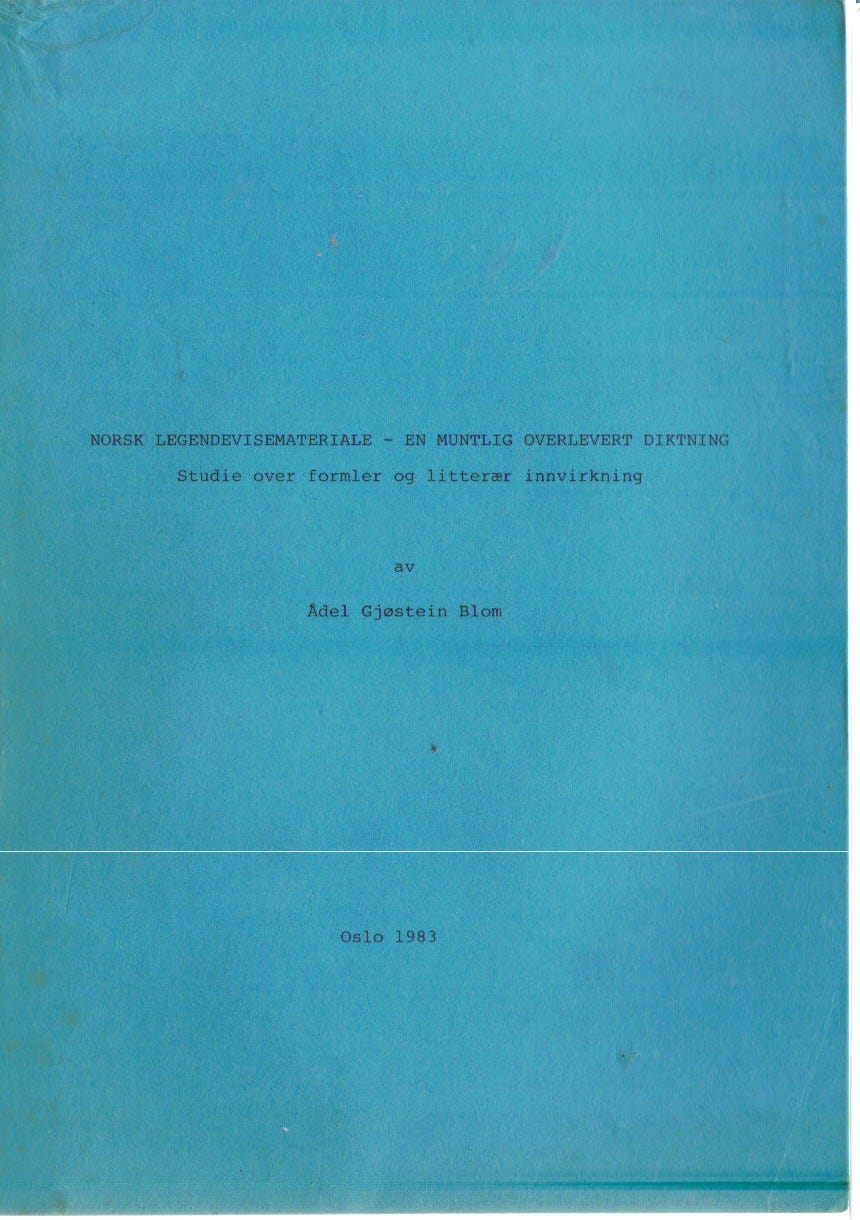 NORSK LEGENDEVISEMATERIALE - EN MUNTLIG OVERLEVERT DIKTNING
Studie over formler og litterær innvirkning
av
Ådel Gjøstein Blom
Oslo 1983